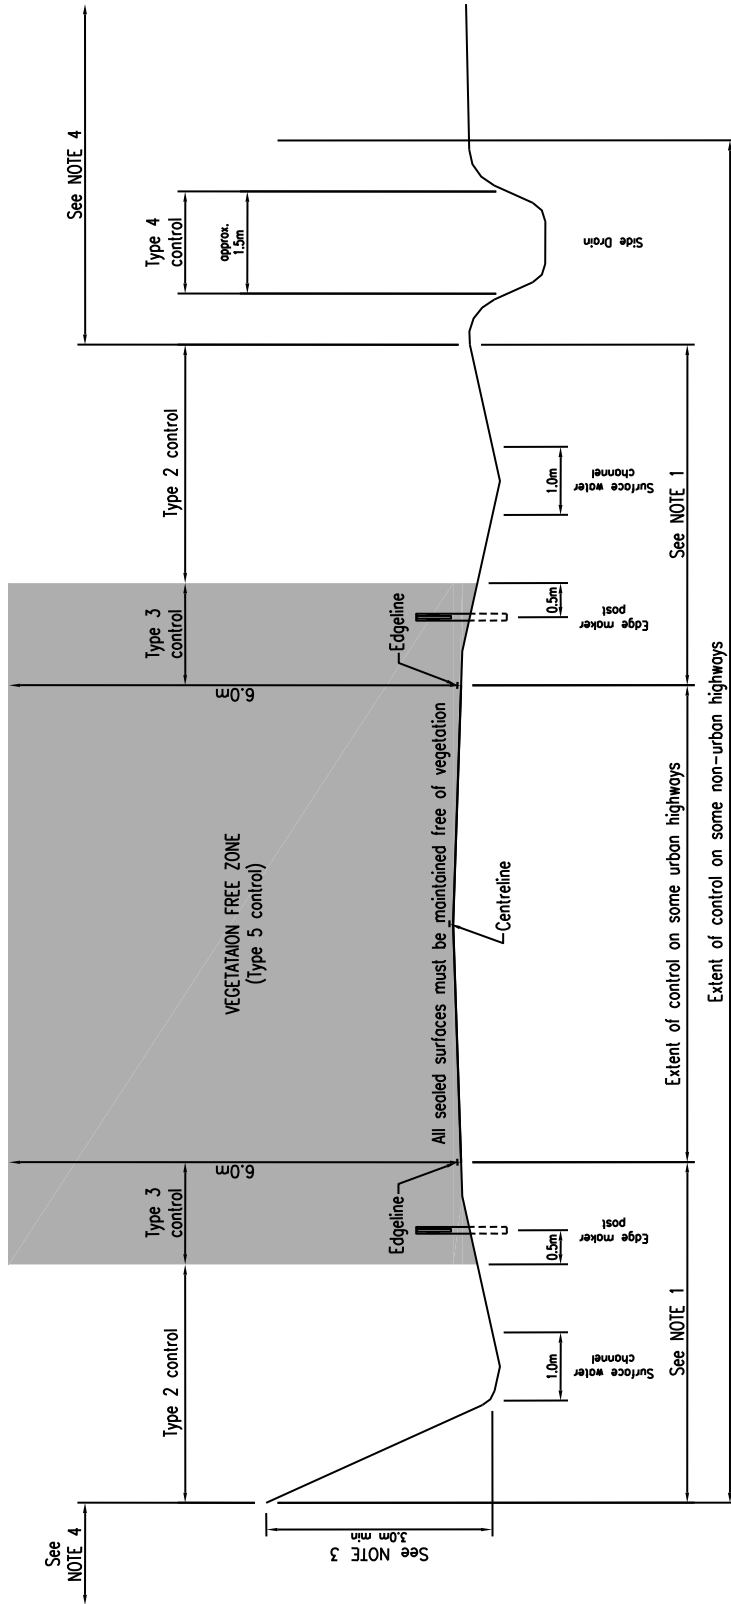 See
NOTE 4
See NOTE 4
Type 2 control
Type 3
control
Type 3
control
Type 2 control
Type 4
control
approx.
1.5m
6.0m
6.0m
VEGETATAION FREE ZONE
(Type 5 control)
See NOTE 3
3.0m min
Edgeline
Edgeline
All sealed surfaces must be maintained free of vegetation
Centreline
1.0m
Surface water
channel
0.5m
Edge maker
post
0.5m
Edge maker
post
1.0m
Surface water
channel
Side Drain
See NOTE 1
Extent of control on some urban highways
See NOTE 1
Extent of control on some non-urban highways